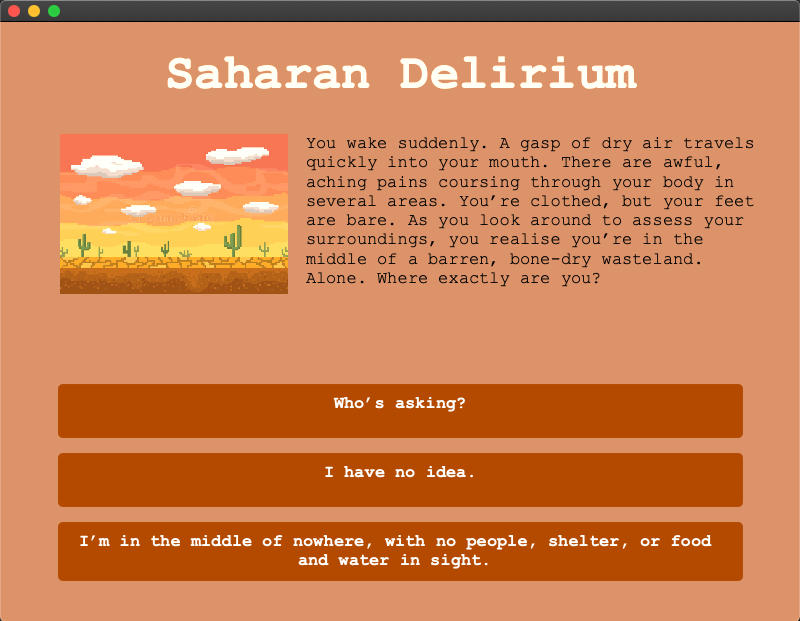 Saharan Delirium
You wake suddenly. A gasp of dry air travels
quickly into your mouth. There are awful,
aching pains coursing through your body in
several areas. You’re clothed, but your feet
are bare. As you look around to assess your
surroundings, you realise you’re in the
middle of a barren, bone-dry wasteland.
Alone. Where exactly are you?
Who’s asking?
I have no idea.
I’m in the middle of nowhere, with no people, shelter, or food
and water in sight.